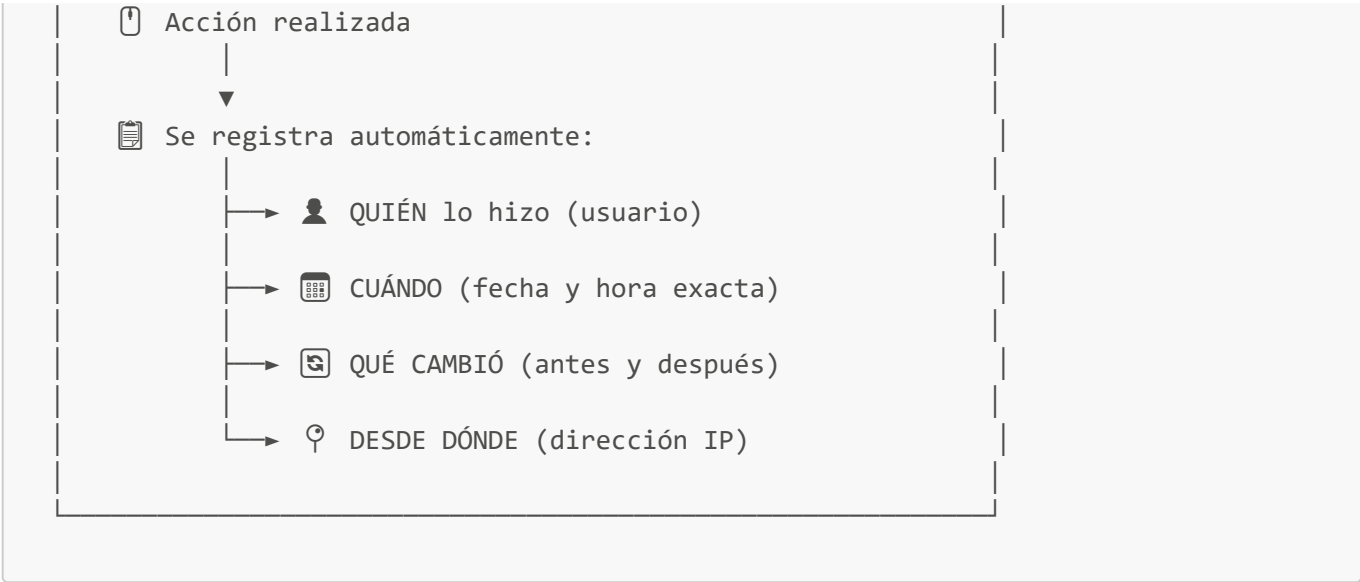 🖱 Acción realizada
▼
📋 Se registra automáticamente:
├─► 👤 QUIÉN lo hizo (usuario)
├─► 📅 CUÁNDO (fecha y hora exacta)
├─► 🔄 QUÉ CAMBIÓ (antes y después)
└─► 📍 DESDE DÓNDE (dirección IP)